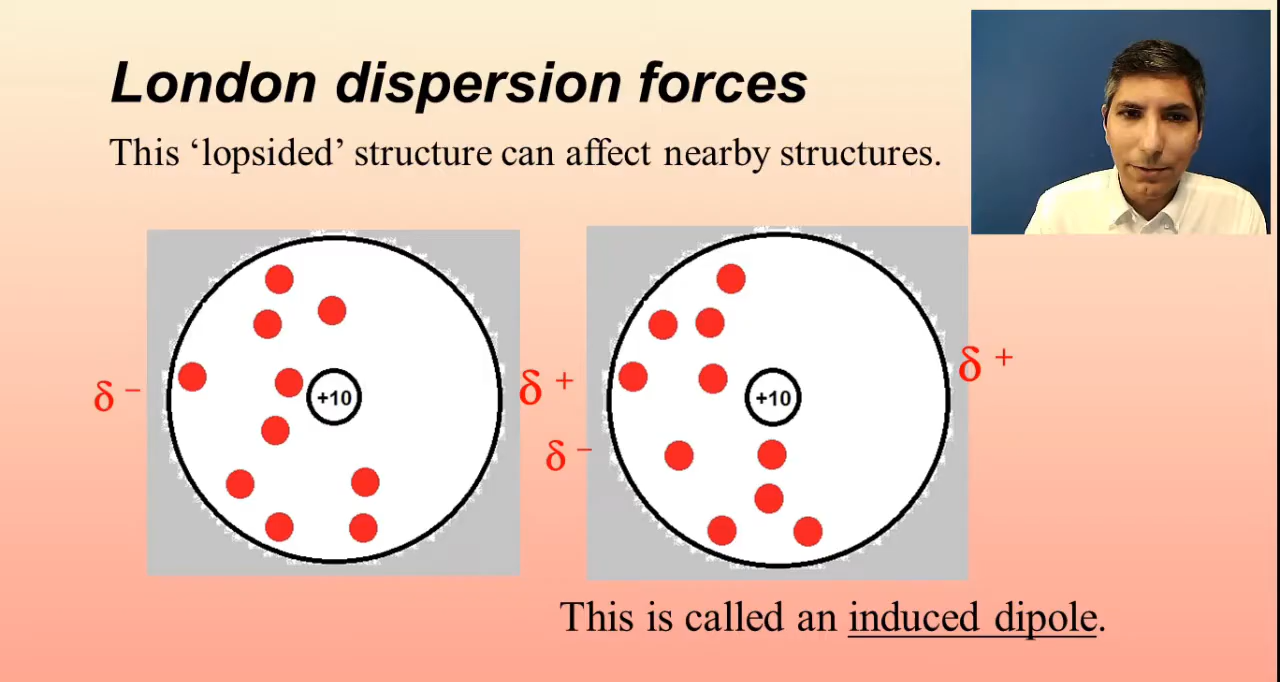 London dispersion forces
This ‘lopsided’ structure can affect nearby structures.
δ −
+10
δ +
δ −
+10
δ +
This is called an induced dipole.